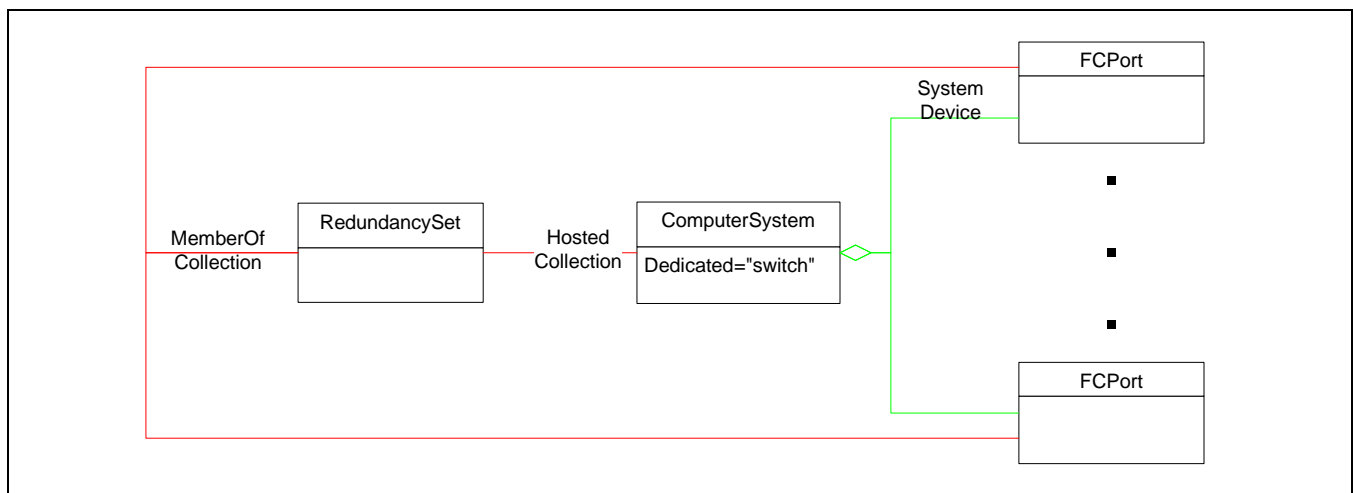 FCPort
System
Device
RedundancySet
ComputerSystem
MemberOf
Collection
Hosted
Collection
Dedicated="switch"
FCPort